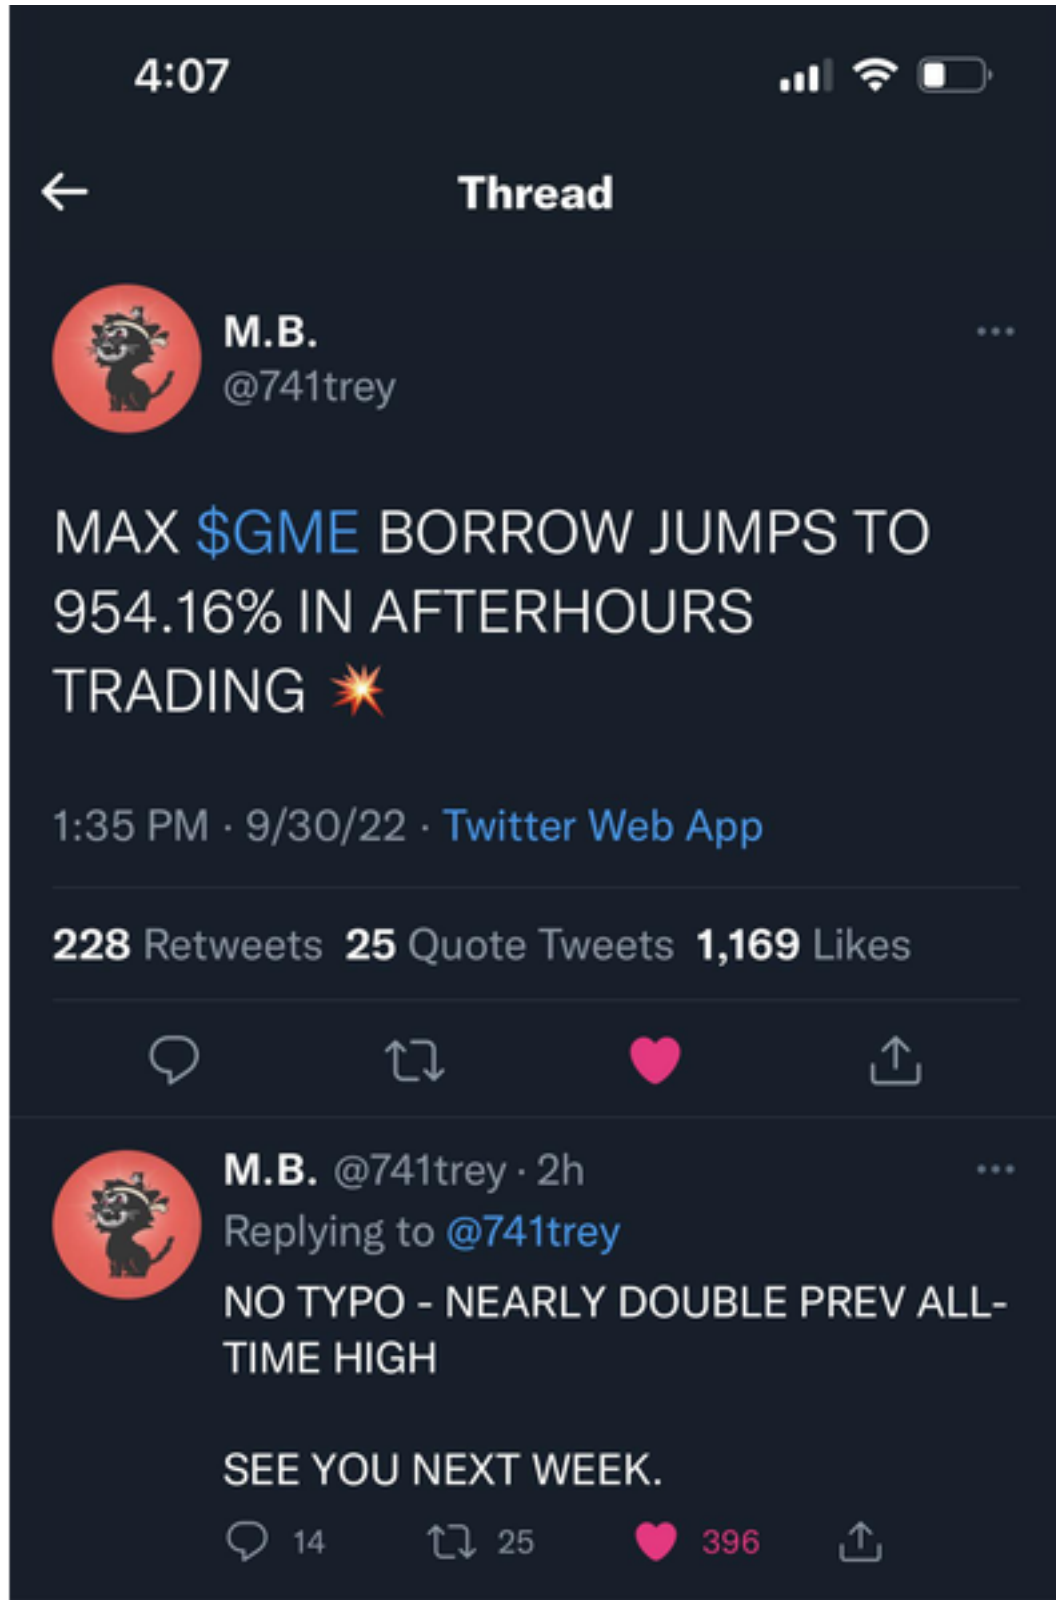 4:07
Thread
M.B.
@741trey
MAX $GME BORROW JUMPS TO
954.16% IN AFTERHOURS
TRADING 💥
1:35 PM · 9/30/22 · Twitter Web App
228 Retweets 25 Quote Tweets 1,169 Likes
M.B. @741trey · 2h
Replying to @741trey
NO TYPO - NEARLY DOUBLE PREV ALL-
TIME HIGH
SEE YOU NEXT WEEK.
14 25 396